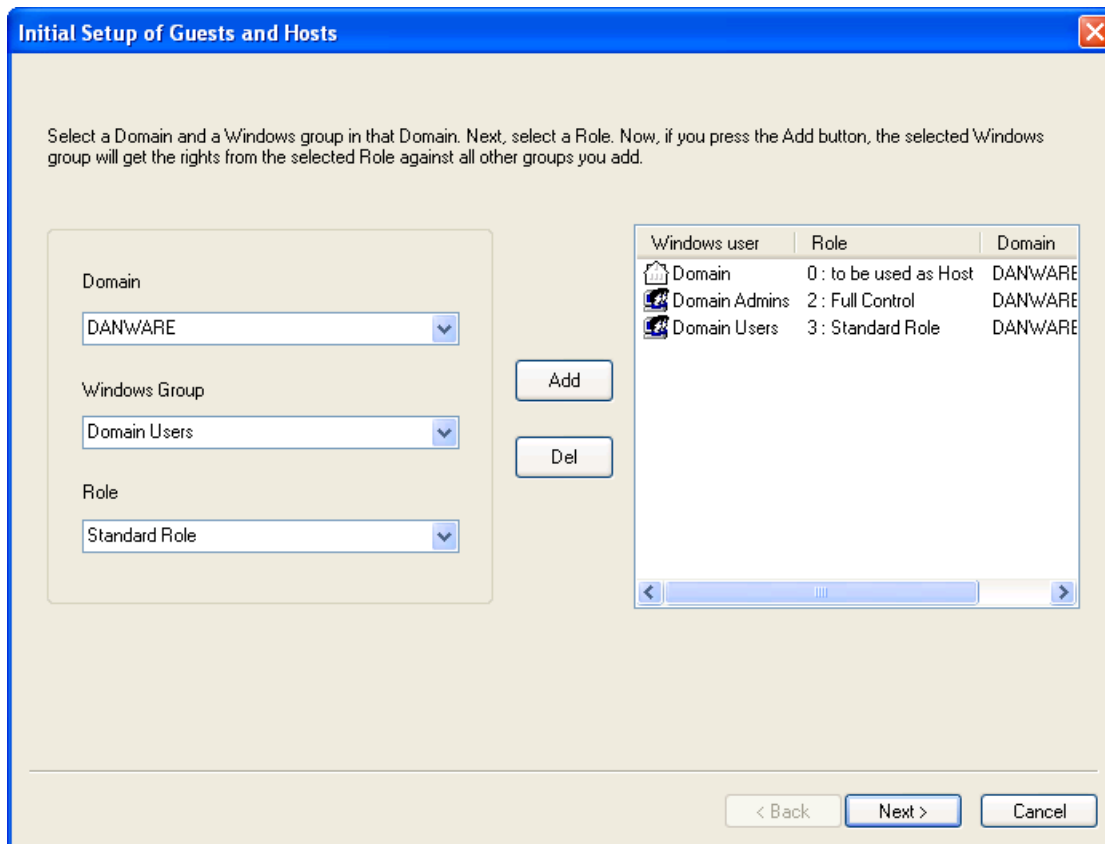 Initial Setup of Guests and Hosts
Select a Domain and a Windows group in that Domain. Next, select a Role. Now, if you press the Add button, the selected Windows
group will get the rights from the selected Role against all other groups you add.
Domain
DANWARE
Windows Group
Domain Users
Role
Standard Role
Add
Del
Windows user Role Domain
Domain 0 : to be used as Host DANWARE
Domain Admins 2 : Full Control DANWARE
Domain Users 3 : Standard Role DANWARE
< Back Next > Cancel